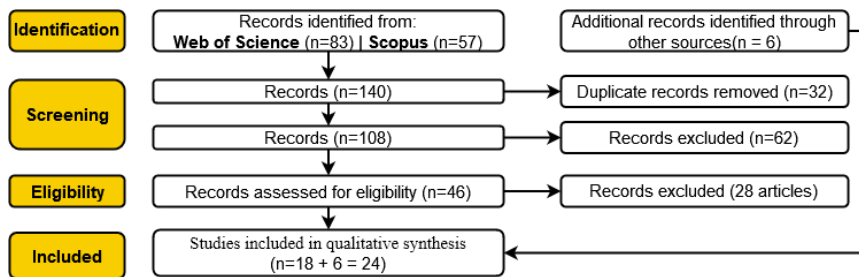 Identification
Records identified from:
Web of Science (n=83) | Scopus (n=57)
Additional records identified through
other sources(n = 6)
Screening
Records (n=140)
Duplicate records removed (n=32)
Records (n=108)
Records excluded (n=62)
Eligibility
Records assessed for eligibility (n=46)
Records excluded (28 articles)
Included
Studies included in qualitative synthesis
(n=18 + 6 = 24)